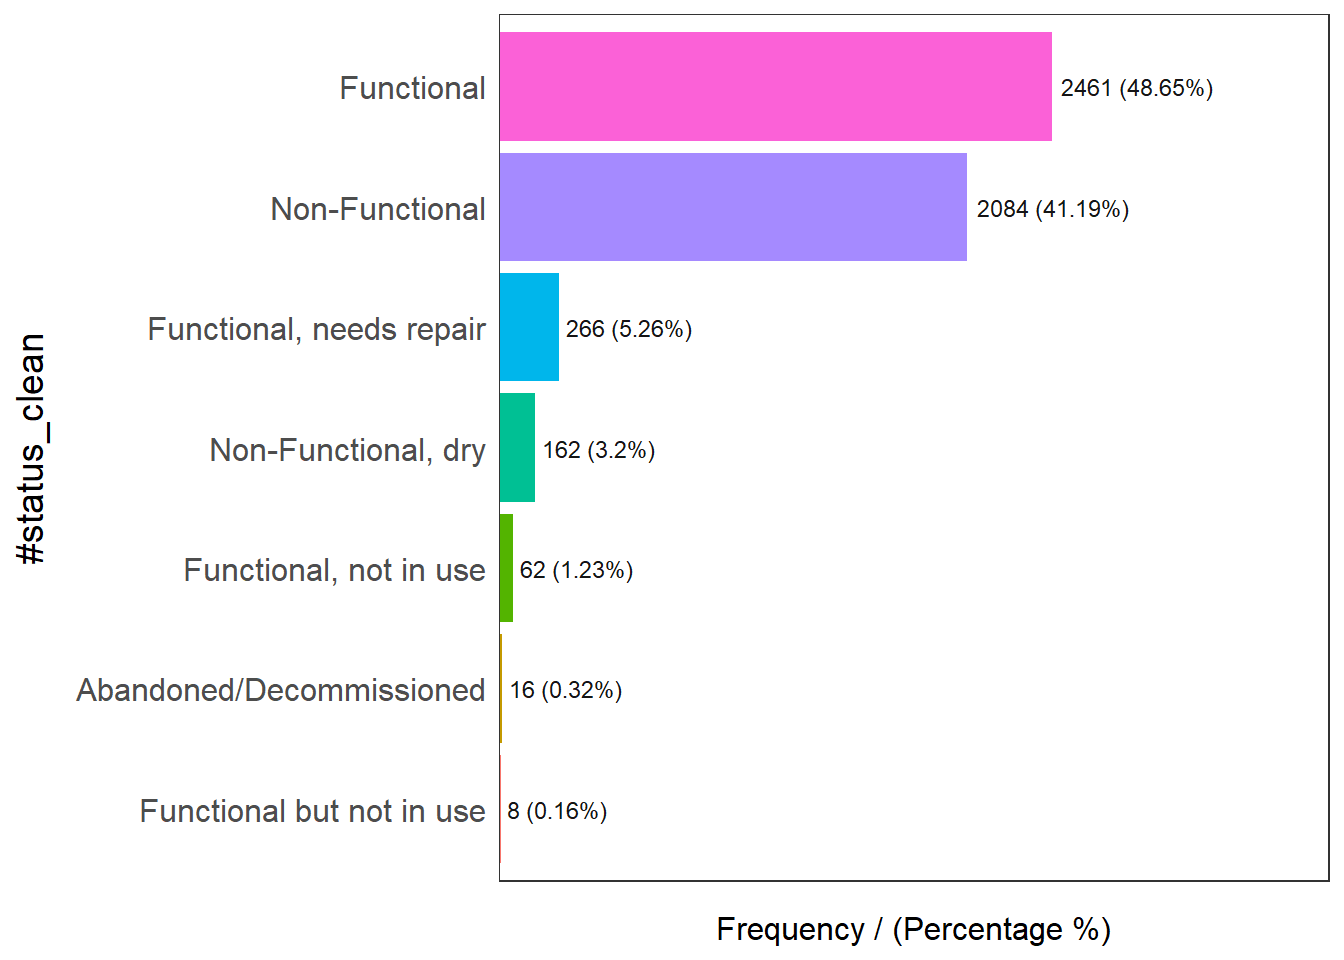 Functional
2461 (48.65%)
Non-Functional
2084 (41.19%)
Functional, needs repair
266 (5.26%)
Non-Functional, dry
162 (3.2%)
Functional, not in use
62 (1.23%)
Abandoned/Decommissioned
16 (0.32%)
Functional but not in use
8 (0.16%)
#status_clean
Frequency / (Percentage %)